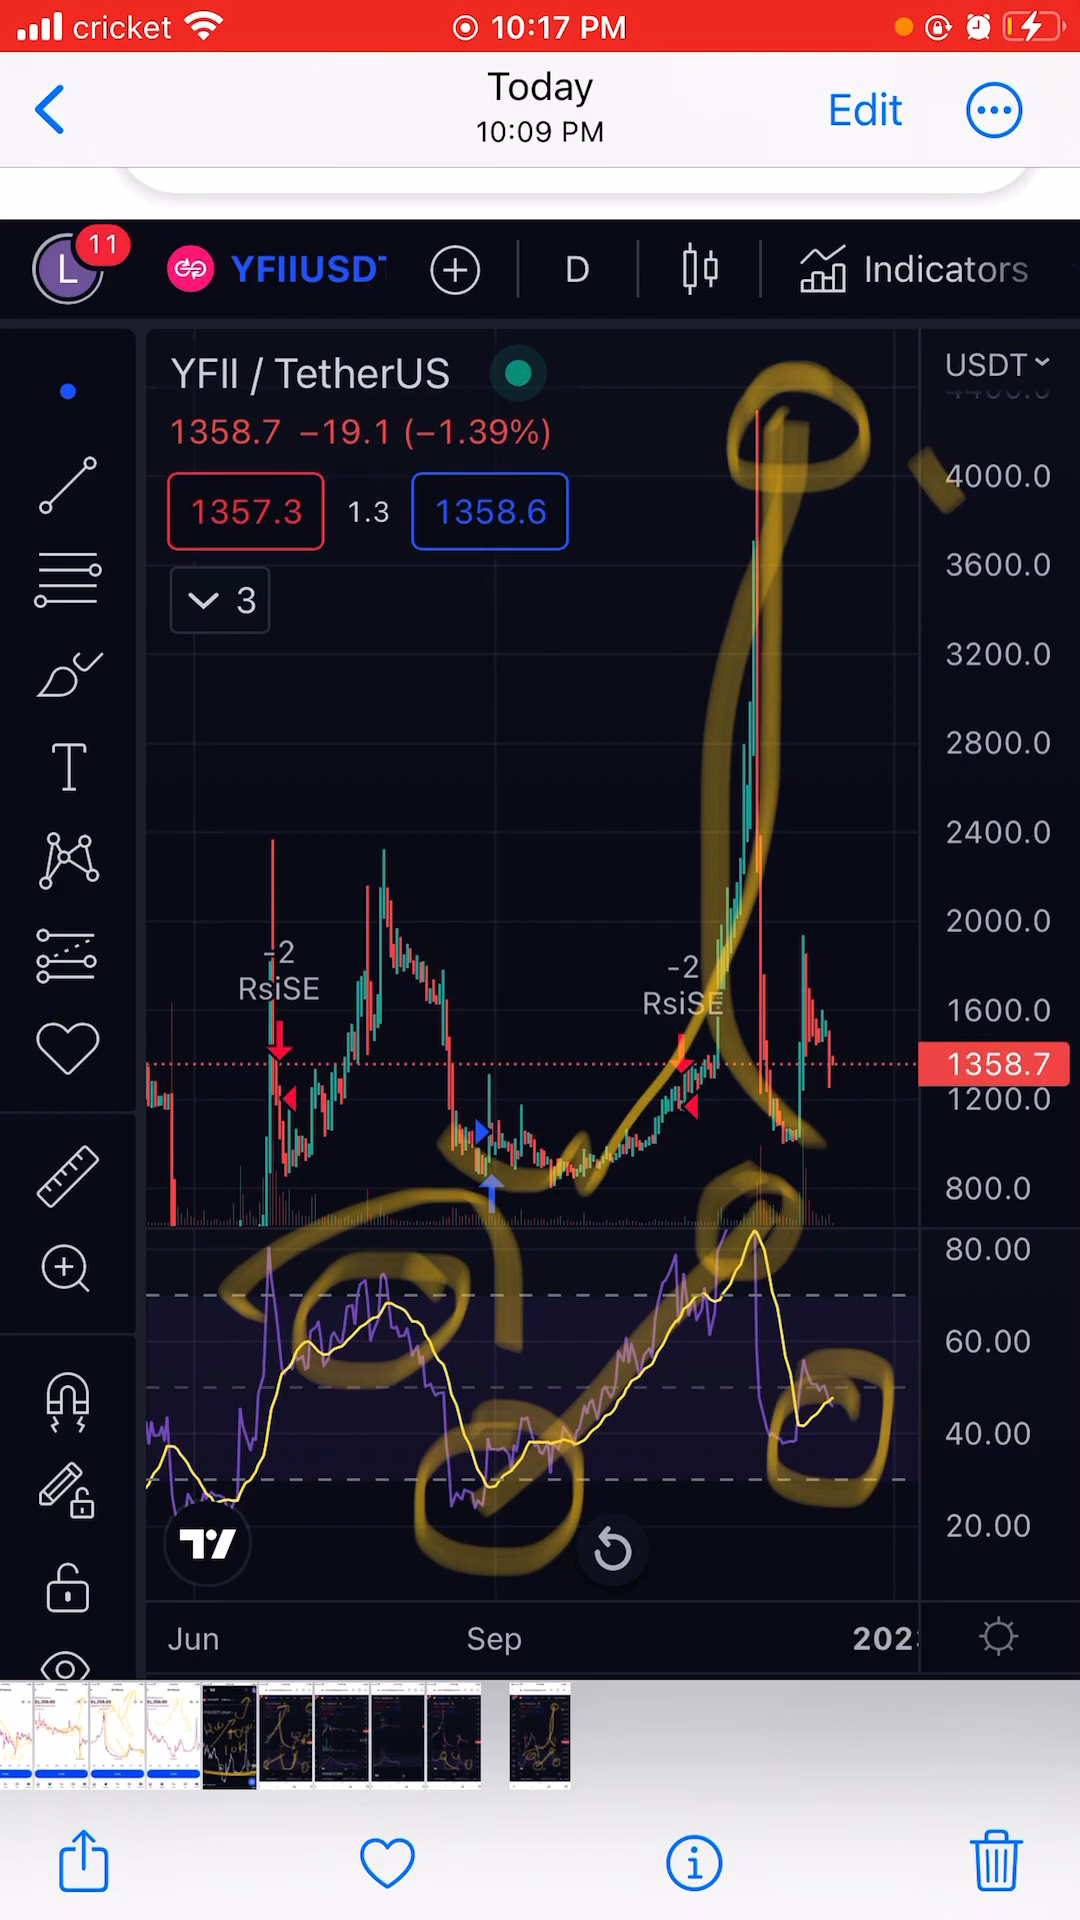 cricket 10:17 PM
Today
10:09 PM
Edit
L 11 YFIIUSDT D Indicators
YFII / TetherUS USDT
1358.7 −19.1 (−1.39%)
1357.3 1.3 1358.6
3
4000.0
3600.0
3200.0
2800.0
2400.0
2000.0
1600.0
1358.7
1200.0
800.0
-2
RsiSE
-2
RsiSE
80.00
60.00
40.00
20.00
Jun Sep 202